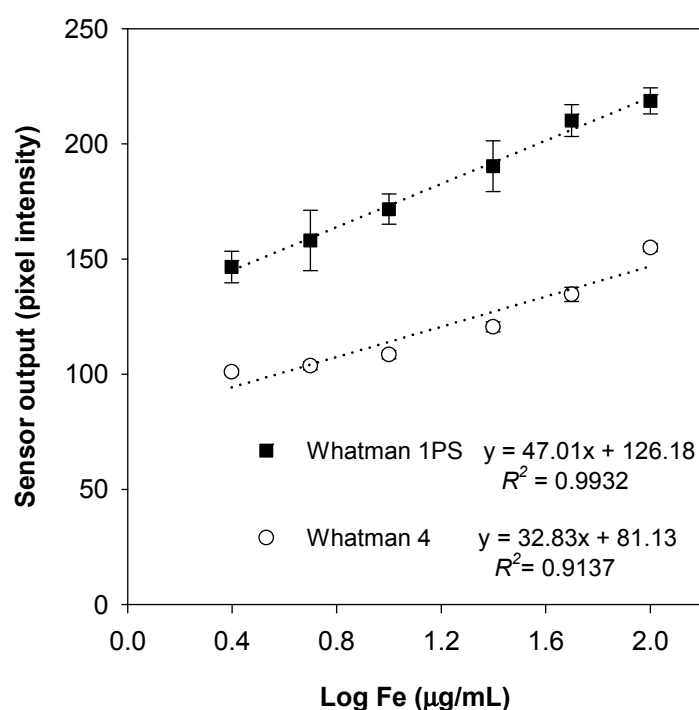 250
200
150
100
50
0
Sensor output (pixel intensity)
Whatman 1PS y = 47.01x + 126.18
R² = 0.9932
Whatman 4 y = 32.83x + 81.13
R²= 0.9137
0.0 0.4 0.8 1.2 1.6 2.0
Log Fe (μg/mL)